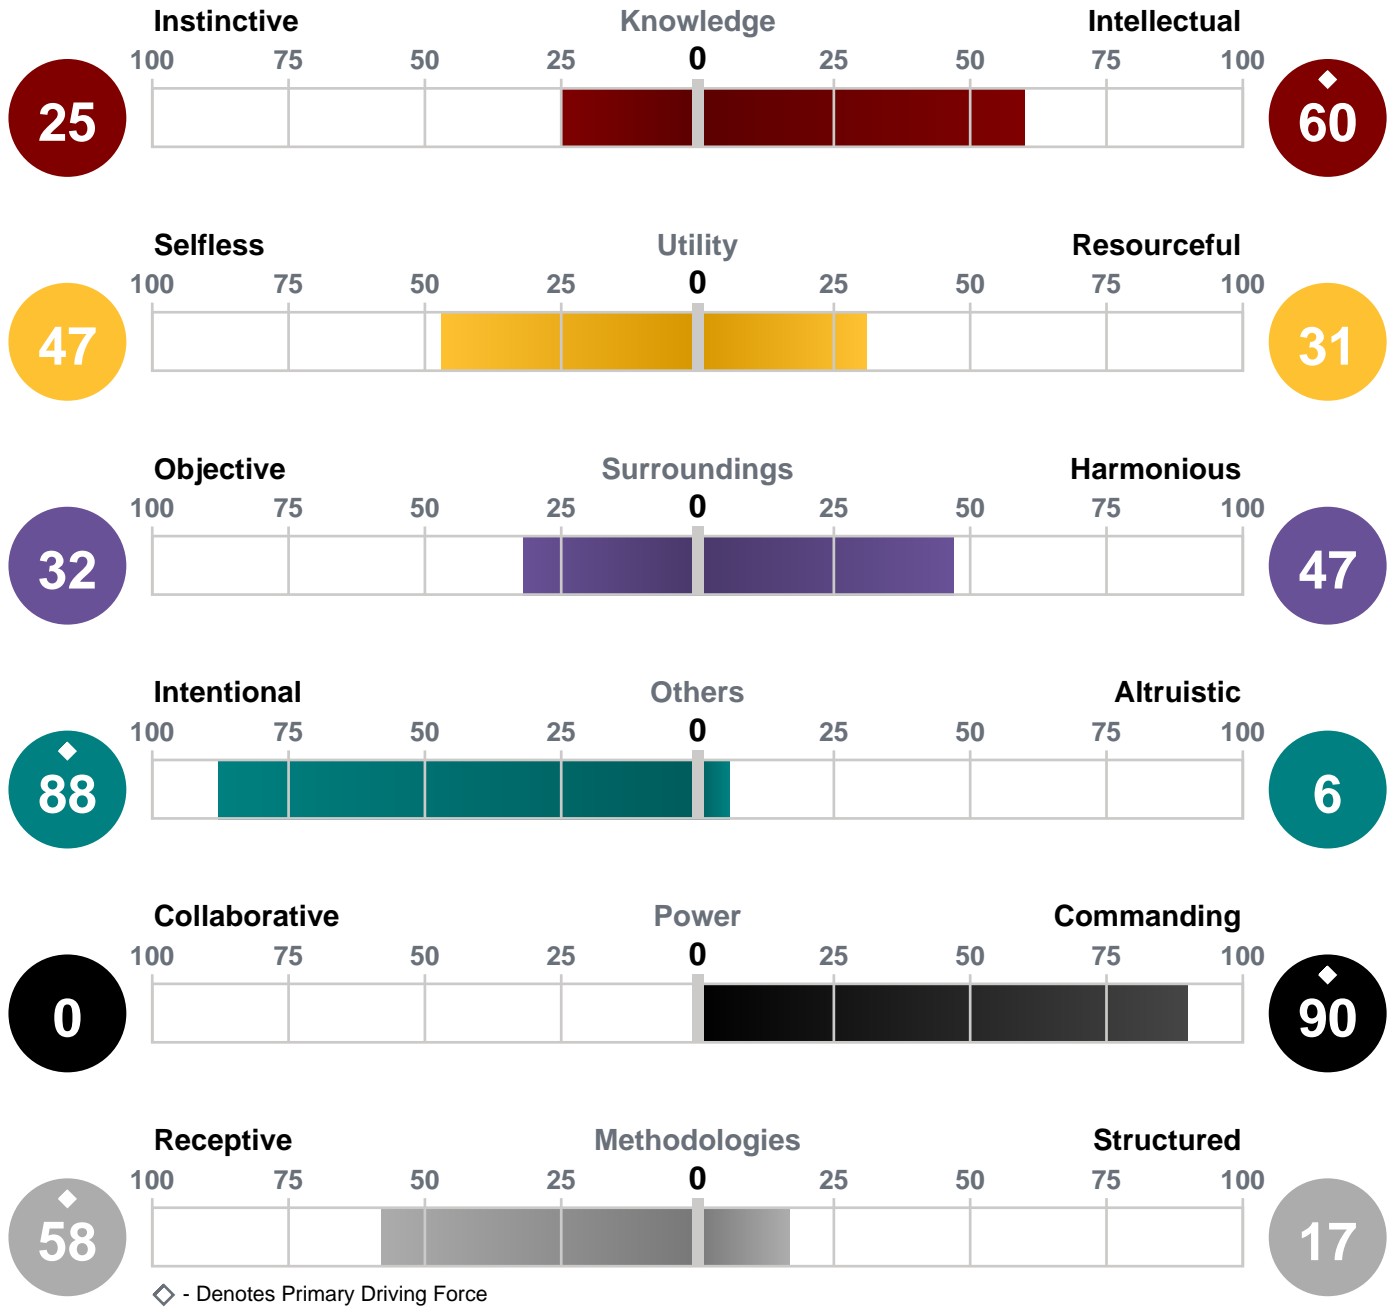 Instinctive Knowledge Intellectual
100 75 50 25 0 25 50 75 100
25 60
Selfless Utility Resourceful
100 75 50 25 0 25 50 75 100
47 31
Objective Surroundings Harmonious
100 75 50 25 0 25 50 75 100
32 47
Intentional Others Altruistic
100 75 50 25 0 25 50 75 100
88 6
Collaborative Power Commanding
100 75 50 25 0 25 50 75 100
0 90
Receptive Methodologies Structured
100 75 50 25 0 25 50 75 100
58 17
- Denotes Primary Driving Force